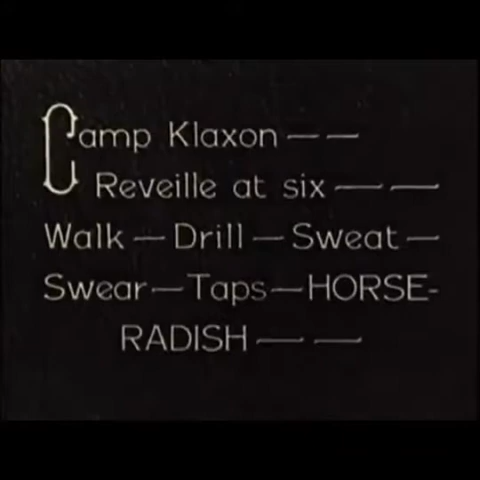 Camp Klaxon — —
Reveille at six — —
Walk — Drill — Sweat —
Swear — Taps — HORSE-
RADISH — —